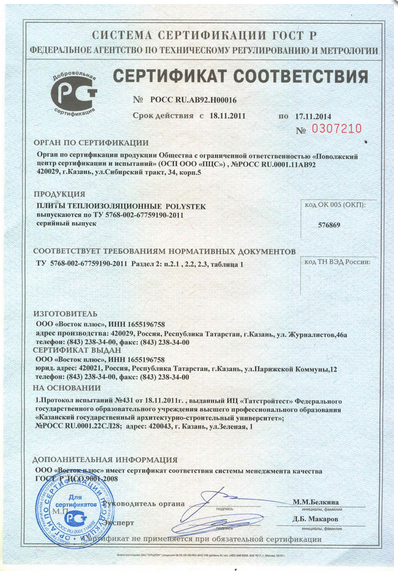 СИСТЕМА СЕРТИФИКАЦИИ ГОСТ Р
ФЕДЕРАЛЬНОЕ АГЕНТСТВО ПО ТЕХНИЧЕСКОМУ РЕГУЛИРОВАНИЮ И МЕТРОЛОГИИ
Добровольная
сертификация
СЕРТИФИКАТ СООТВЕТСТВИЯ
№ РОСС RU.АВ92.Н00016
Срок действия с 18.11.2011 по 17.11.2014
№ 0307210
ОРГАН ПО СЕРТИФИКАЦИИ
Орган по сертификации продукции Общества с ограниченной ответственностью «Поволжский
центр сертификации и испытаний» (ОСП ООО «ПЦС») , №РОСС RU.0001.11АВ92
420029, г.Казань, ул.Сибирский тракт, 34, корп.5
ПРОДУКЦИЯ
ПЛИТЫ ТЕПЛОИЗОЛЯЦИОННЫЕ POLYSTEK
выпускаются по ТУ 5768-002-67759190-2011
серийный выпуск
код ОК 005 (ОКП):
576869
СООТВЕТСТВУЕТ ТРЕБОВАНИЯМ НОРМАТИВНЫХ ДОКУМЕНТОВ
ТУ 5768-002-67759190-2011 Раздел 2: п.2.1 , 2.2, 2.3, таблица 1
код ТН ВЭД России:
ИЗГОТОВИТЕЛЬ
ООО «Восток плюс», ИНН 1655196758
адрес производства: 420029, Россия, Республика Татарстан, г.Казань, ул. Журналистов,46а
телефон: (843) 238-34-00, факс: (843) 238-34-00
СЕРТИФИКАТ ВЫДАН
ООО «Восток плюс», ИНН 1655196758
юрид. адрес: 420021, Россия, Республика Татарстан, г.Казань, ул.Парижской Коммуны,12
телефон: (843) 238-34-00, факс: (843) 238-34-00
НА ОСНОВАНИИ
1.Протокол испытаний №431 от 18.11.2011г. , выданный ИЦ «Татстройтест» Федерального
государственного образовательного учреждения высшего профессионального образования
«Казанский государственный архитектурно-строительный университет»;
№РОСС RU.0001.22СЛ28; адрес: 420043, г. Казань, ул.Зеленая, 1
ДОПОЛНИТЕЛЬНАЯ ИНФОРМАЦИЯ
ООО «Восток плюс» имеет сертификат соответствия системы менеджмента качества
ГОСТ Р ИСО 9001-2008
Для
сертификатов
М.П.
Руководитель органа
подпись
М.М.Белкина
инициалы, фамилия
Эксперт
подпись
Д.Б. Макаров
инициалы, фамилия
Сертификат не применяется при обязательной сертификации